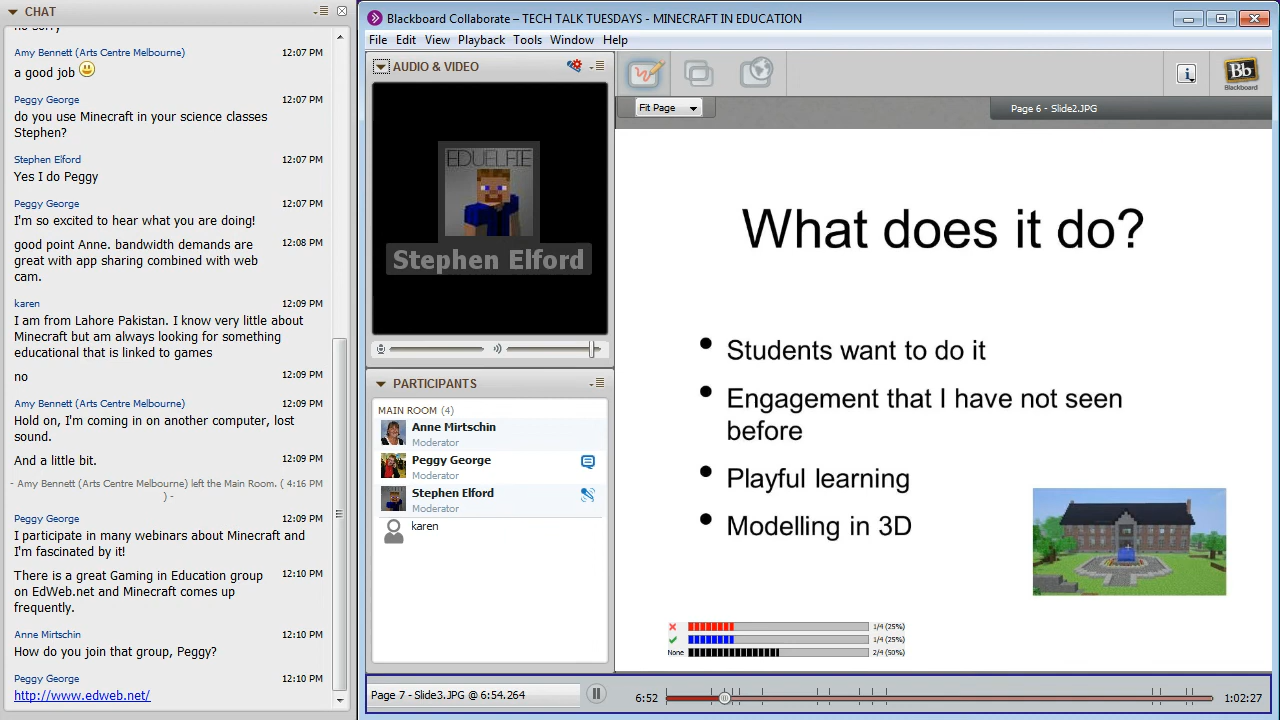 CHAT
Amy Bennett (Arts Centre Melbourne) 12:07 PM
a good job
Peggy George 12:07 PM
do you use Minecraft in your science classes
Stephen?
Stephen Elford 12:07 PM
Yes I do Peggy
Peggy George 12:07 PM
I'm so excited to hear what you are doing!
good point Anne. bandwidth demands are 12:08 PM
great with app sharing combined with web
cam.
karen 12:09 PM
I am from Lahore Pakistan. I know very little about
Minecraft but am always looking for something
educational that is linked to games
no 12:09 PM
Amy Bennett (Arts Centre Melbourne) 12:09 PM
Hold on, I'm coming in on another computer, lost
sound.
And a little bit. 12:09 PM
- Amy Bennett (Arts Centre Melbourne) left the Main Room. ( 4:16 PM
) -
Peggy George 12:09 PM
I participate in many webinars about Minecraft and
I'm fascinated by it!
There is a great Gaming in Education group 12:10 PM
on EdWeb.net and Minecraft comes up
frequently.
Anne Mirtschin 12:10 PM
How do you join that group, Peggy?
Peggy George 12:10 PM
http://www.edweb.net/
Blackboard Collaborate – TECH TALK TUESDAYS - MINECRAFT IN EDUCATION
File Edit View Playback Tools Window Help
AUDIO & VIDEO
EDUELFIE
Stephen Elford
PARTICIPANTS
MAIN ROOM (4)
Anne Mirtschin
Moderator
Peggy George
Moderator
Stephen Elford
Moderator
karen
Bb
Blackboard
Fit Page
Page 6 - Slide2.JPG
What does it do?
• Students want to do it
• Engagement that I have not seen
before
• Playful learning
• Modelling in 3D
1/4 (25%)
1/4 (25%)
None 2/4 (50%)
Page 7 - Slide3.JPG @ 6:54.264
6:52
1:02:27